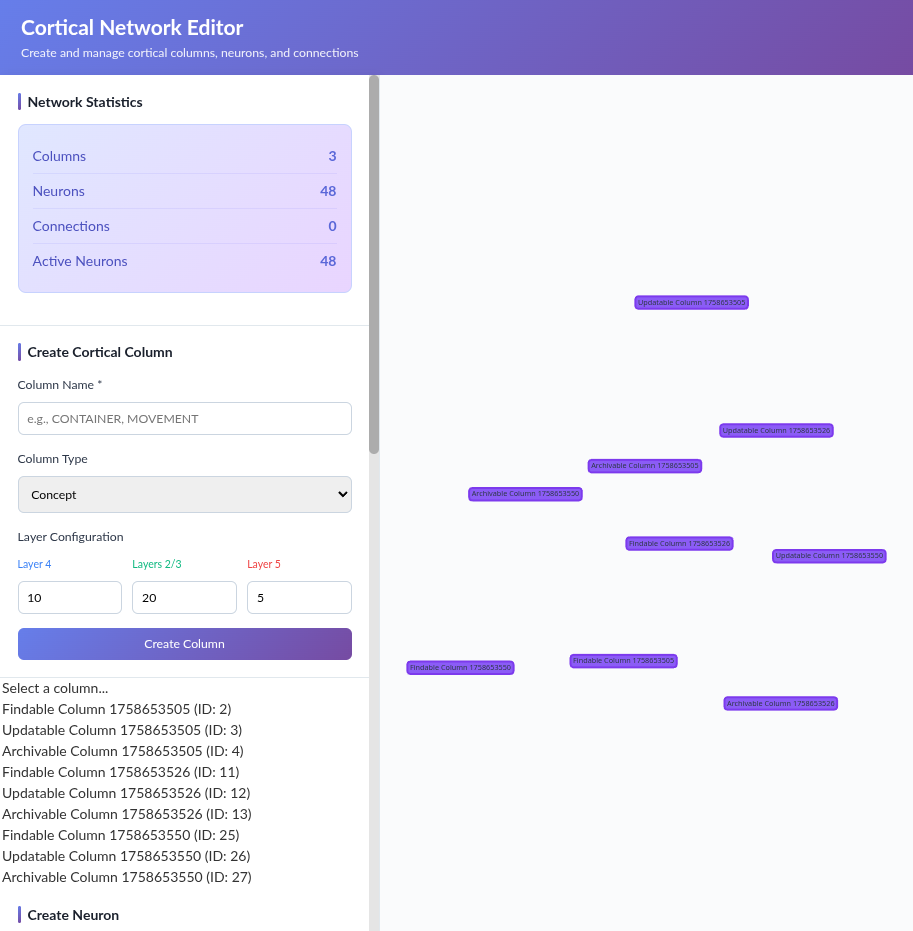 Cortical Network Editor
Create and manage cortical columns, neurons, and connections
Network Statistics
Columns 3
Neurons 48
Connections 0
Active Neurons 48
Create Cortical Column
Column Name *
e.g., CONTAINER, MOVEMENT
Column Type
Concept
Layer Configuration
Layer 4 Layers 2/3 Layer 5
10 20 5
Create Column
Select a column...
Findable Column 1758653505 (ID: 2)
Updatable Column 1758653505 (ID: 3)
Archivable Column 1758653505 (ID: 4)
Findable Column 1758653526 (ID: 11)
Updatable Column 1758653526 (ID: 12)
Archivable Column 1758653526 (ID: 13)
Findable Column 1758653550 (ID: 25)
Updatable Column 1758653550 (ID: 26)
Archivable Column 1758653550 (ID: 27)
Create Neuron
Updatable Column 1758653505
Updatable Column 1758653526
Archivable Column 1758653505
Archivable Column 1758653550
Findable Column 1758653526
Updatable Column 1758653550
Findable Column 1758653505
Findable Column 1758653550
Archivable Column 1758653526